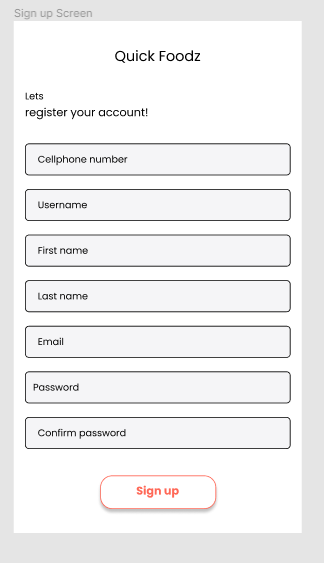 Sign up Screen
Quick Foodz
Lets
register your account!
Cellphone number
Username
First name
Last name
Email
Password
Confirm password
Sign up